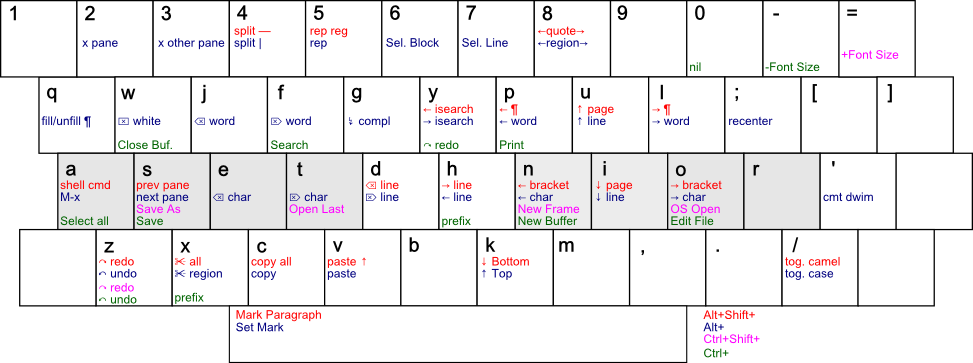 1 2 3 4 5 6 7 8 9 0 - =
split — rep reg ←quote→
x pane x other pane split | rep Sel. Block Sel. Line ←region→
+Font Size
nil -Font Size
q w j f g y p u l ; [ ]
← isearch ←¶ ↑ page → ¶
fill/unfill ¶ ⌦ white ⌫ word ⌦ word ↯ compl → isearch ← word ↑ line → word recenter
Close Buf. Search ↷ redo Print
a s e t d h n i o r '
shell cmd prev pane ⌫ line → line ← bracket ↓ page → bracket
M-x next pane ⌫ char ⌦ char ⌦ line ← line ← char ↓ line → char cmt dwim
Save As Open Last New Frame OS Open
Select all Save prefix New Buffer Edit File
z x c v b k m , . /
↷ redo ✂ all copy all paste ↑ ↓ Bottom tog. camel
↶ undo ✂ region copy paste ↑ Top tog. case
↷ redo
↶ undo prefix
Mark Paragraph Alt+Shift+
Set Mark Alt+
Ctrl+Shift+
Ctrl+